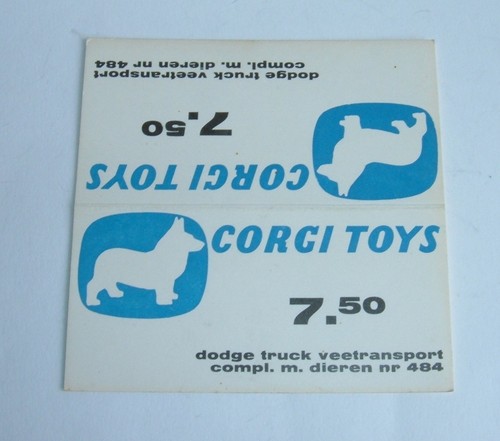 dodge truck veetransport
compl. m. dieren nr 484
7.50
CORGI TOYS
CORGI TOYS
7.50
dodge truck veetransport
compl. m. dieren nr 484